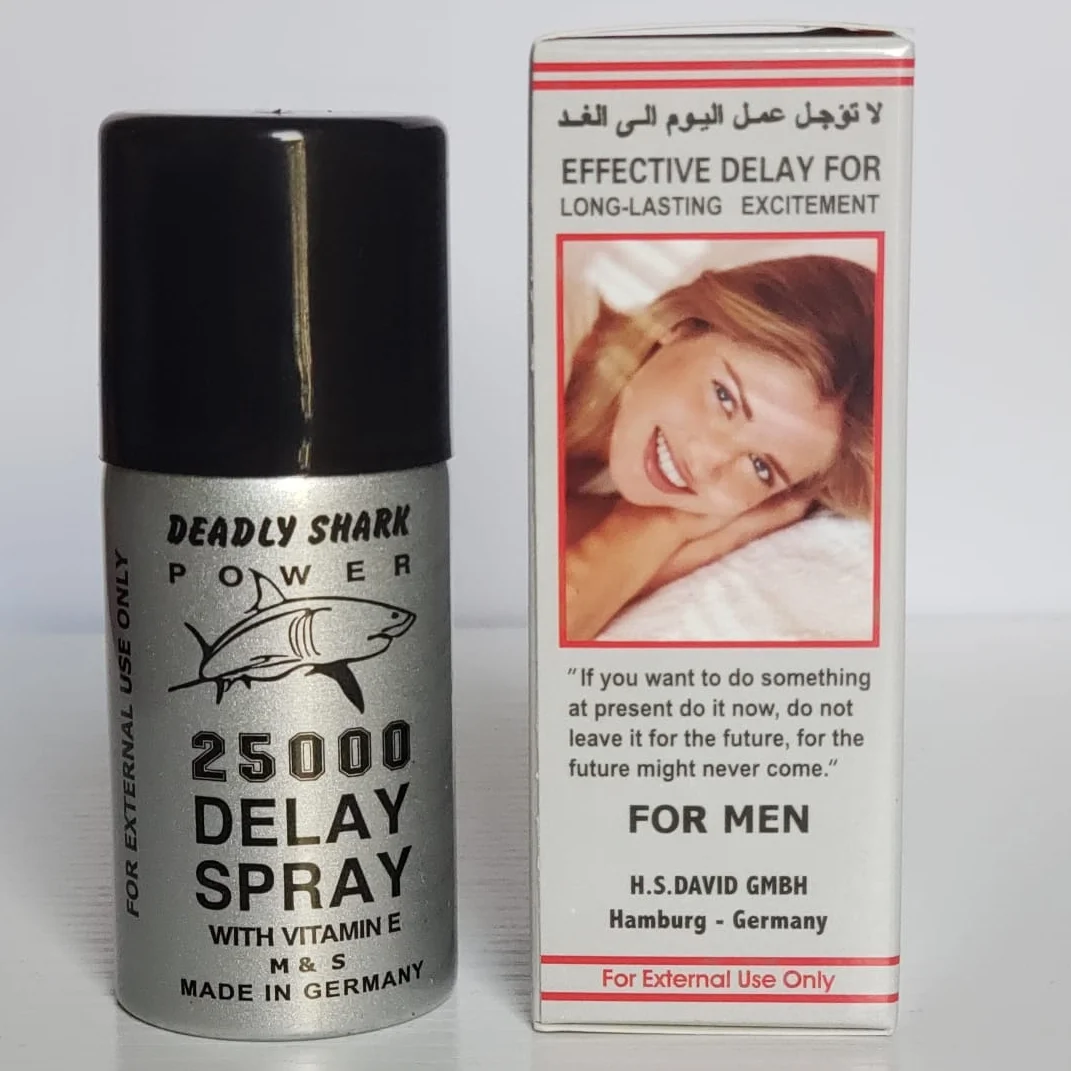 DEADLY SHARK
POWER
25000
DELAY
SPRAY
WITH VITAMIN E
M & S
MADE IN GERMANY
FOR EXTERNAL USE ONLY
لا تؤجل عمل اليوم الى الغد
EFFECTIVE DELAY FOR
LONG-LASTING EXCITEMENT
"If you want to do something
at present do it now, do not
leave it for the future, for the
future might never come."
FOR MEN
H.S.DAVID GMBH
Hamburg - Germany
For External Use Only